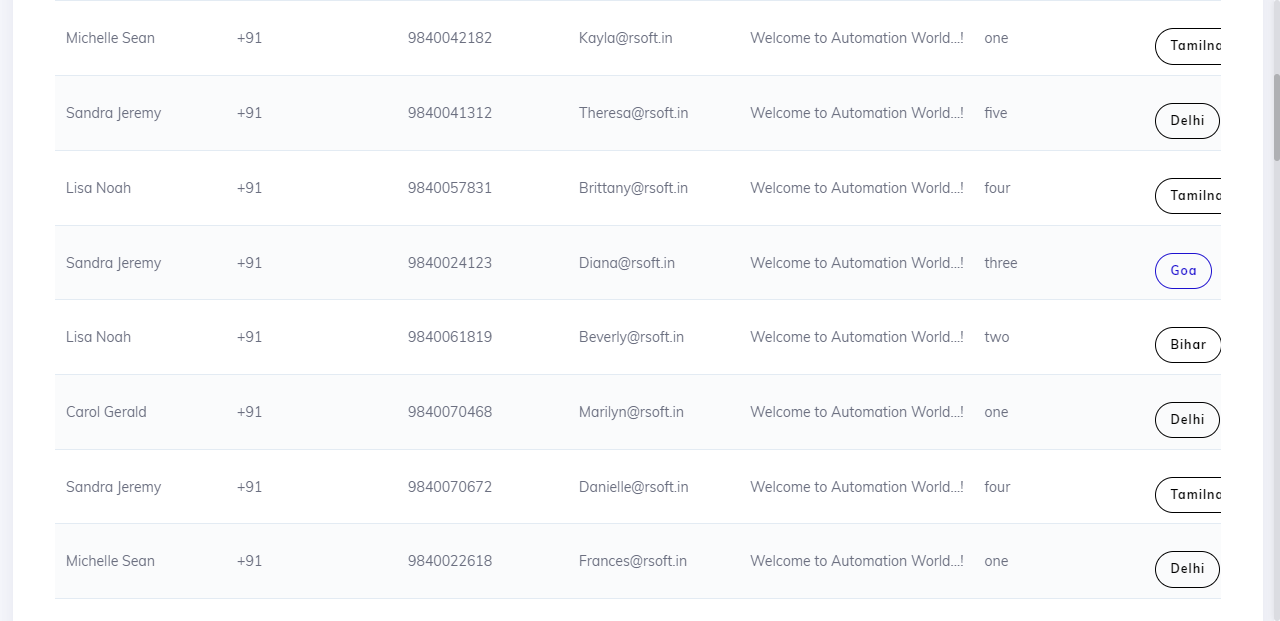 Michelle Sean +91 9840042182 Kayla@rsoft.in Welcome to Automation World...! one Tamilna
Sandra Jeremy +91 9840041312 Theresa@rsoft.in Welcome to Automation World...! five Delhi
Lisa Noah +91 9840057831 Brittany@rsoft.in Welcome to Automation World...! four Tamilna
Sandra Jeremy +91 9840024123 Diana@rsoft.in Welcome to Automation World...! three Goa
Lisa Noah +91 9840061819 Beverly@rsoft.in Welcome to Automation World...! two Bihar
Carol Gerald +91 9840070468 Marilyn@rsoft.in Welcome to Automation World...! one Delhi
Sandra Jeremy +91 9840070672 Danielle@rsoft.in Welcome to Automation World...! four Tamilna
Michelle Sean +91 9840022618 Frances@rsoft.in Welcome to Automation World...! one Delhi